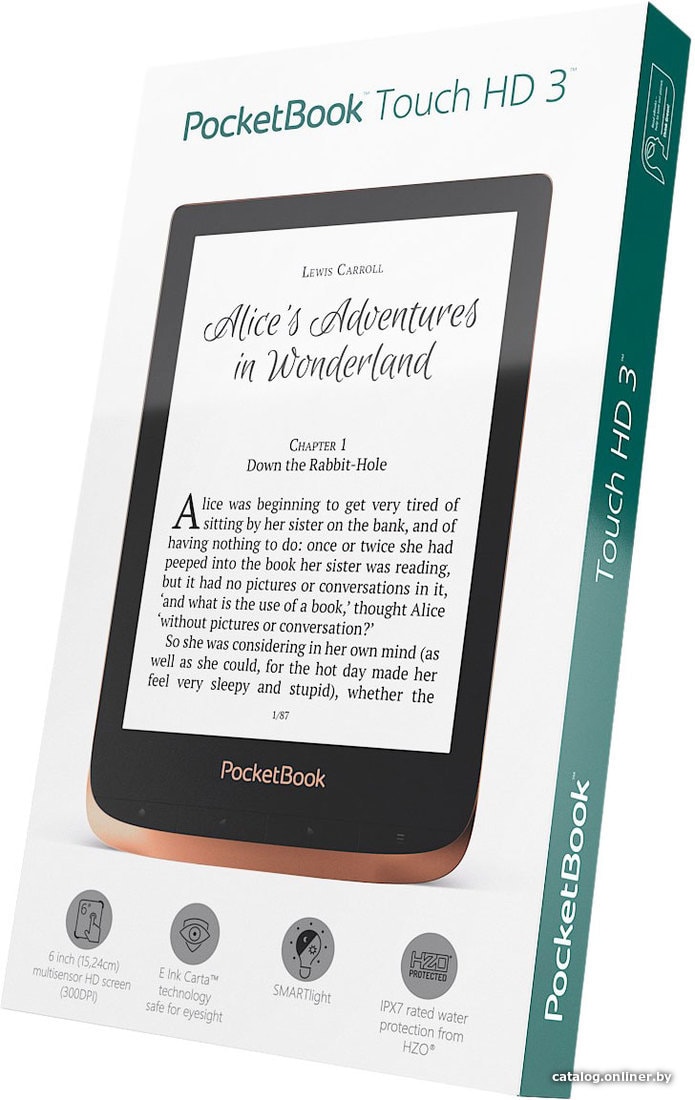 PocketBook™ Touch HD 3™
LEWIS CARROLL
Alice's Adventures
in Wonderland
CHAPTER 1
Down the Rabbit-Hole
Alice was beginning to get very tired of
sitting by her sister on the bank, and of
having nothing to do: once or twice she had
peeped into the book her sister was reading,
but it had no pictures or conversations in it,
‘and what is the use of a book,’ thought Alice
‘without pictures or conversation?’
So she was considering in her own mind (as
well as she could, for the hot day made her
feel very sleepy and stupid), whether the
1/87
PocketBook
6"
6 inch (15,24cm)
multisensor HD screen
(300DPI)
E Ink Carta™
technology
safe for eyesight
SMARTlight
HZO®
PROTECTED
IPX7 rated water
protection from
HZO®
Touch HD 3™
PocketBook™
catalog.onliner.by